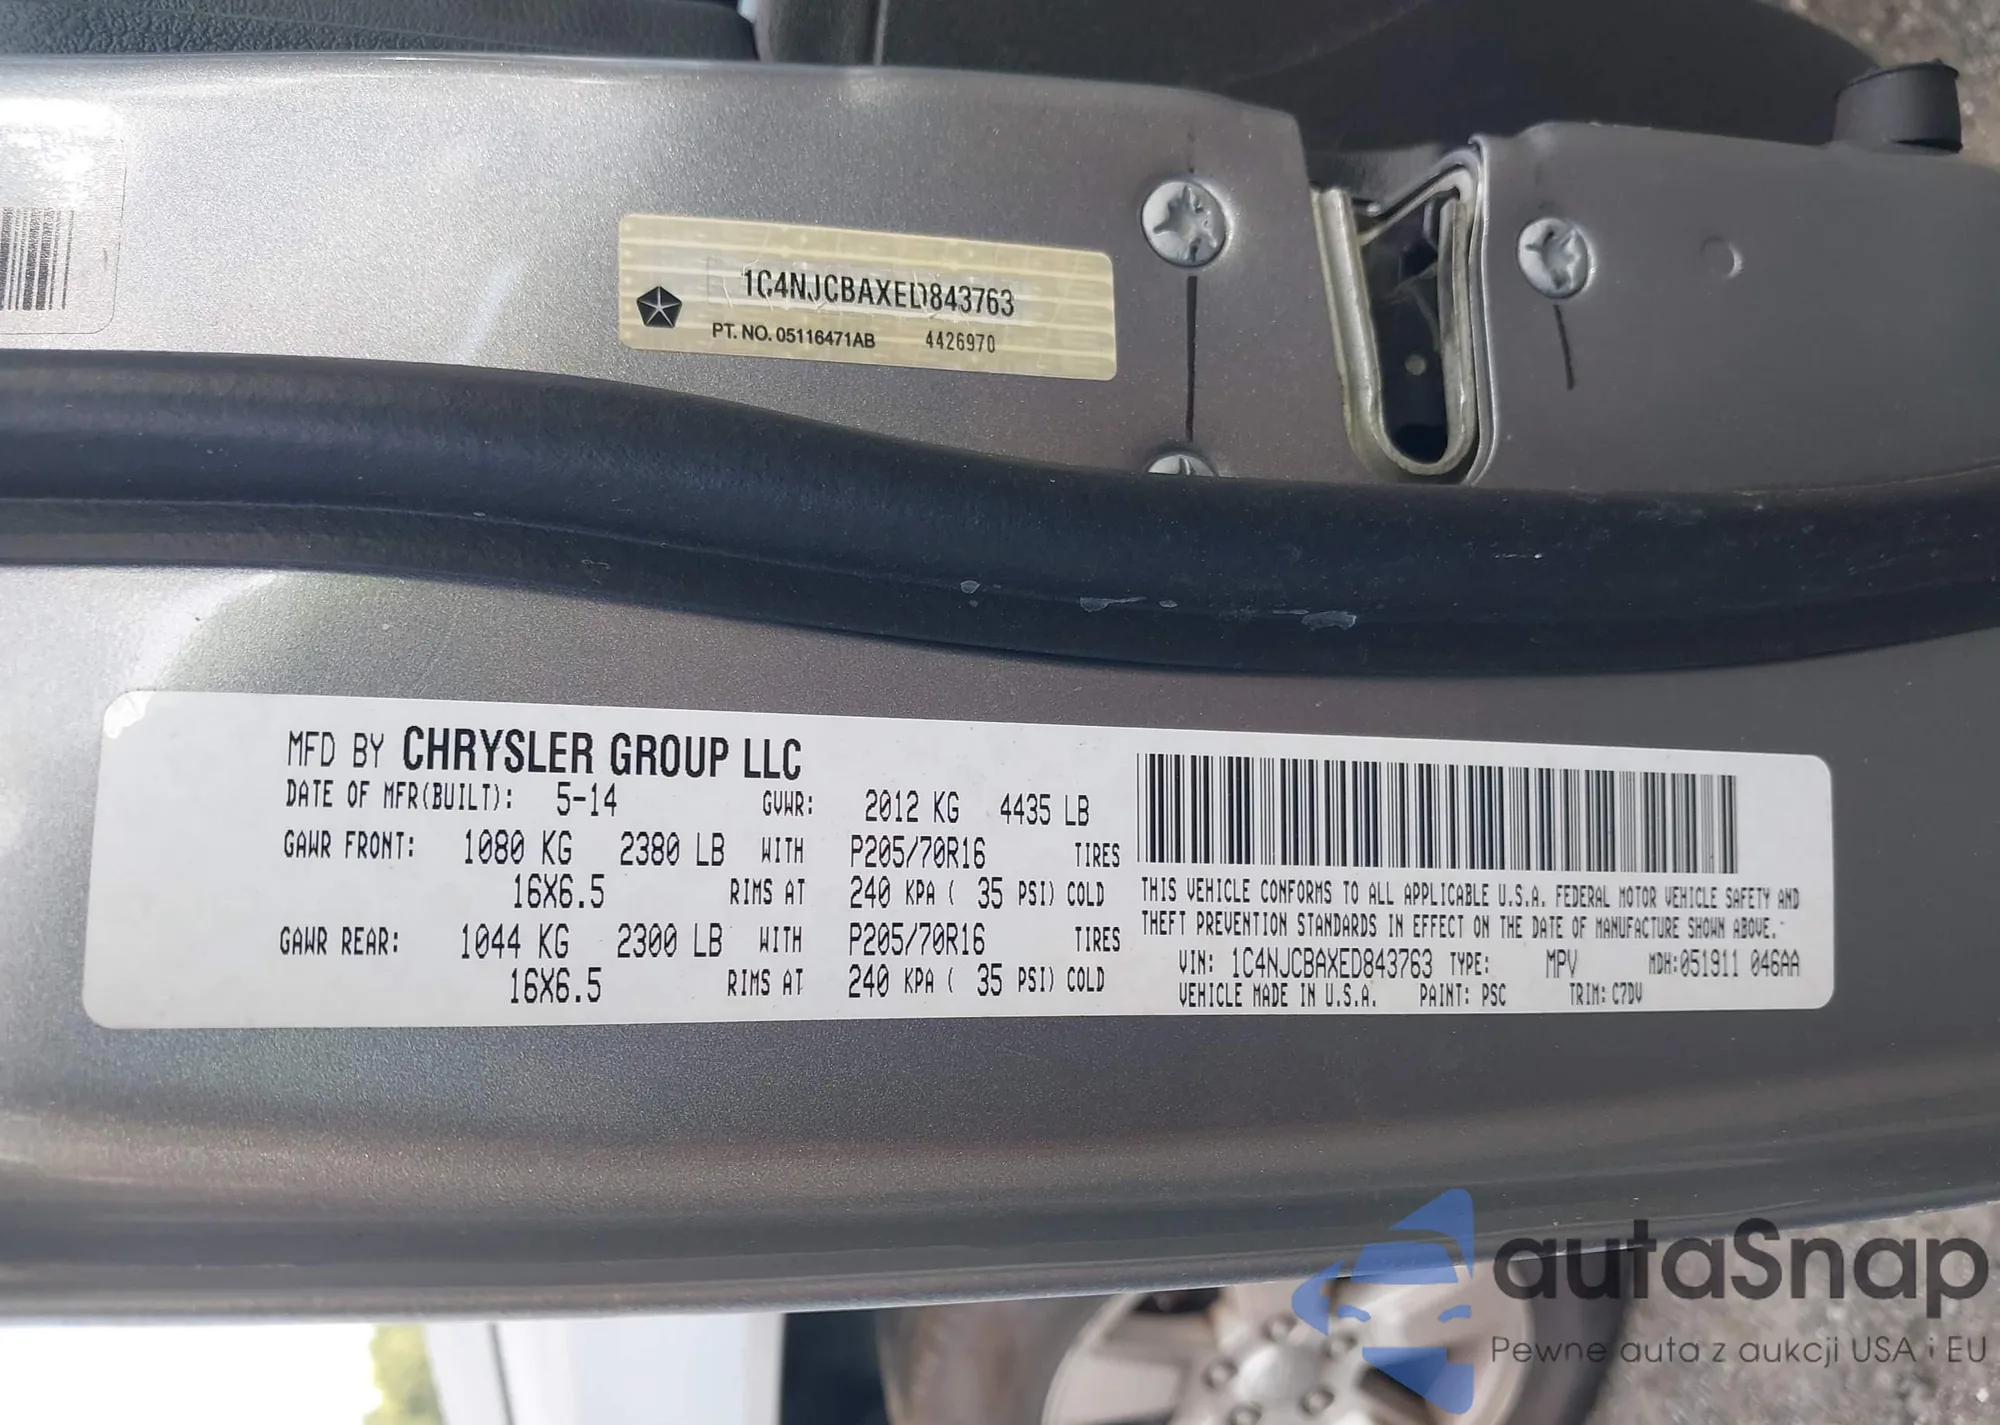 1C4NJCBAXED843763
PT. NO. 05116471AB 4426970
MFD BY CHRYSLER GROUP LLC
DATE OF MFR(BUILT): 5-14 GVWR: 2012 KG 4435 LB
GAWR FRONT: 1080 KG 2380 LB WITH P205/70R16 TIRES
16X6.5 RIMS AT 240 KPA ( 35 PSI) COLD
GAWR REAR: 1044 KG 2300 LB WITH P205/70R16 TIRES
16X6.5 RIMS AT 240 KPA ( 35 PSI) COLD
THIS VEHICLE CONFORMS TO ALL APPLICABLE U.S.A. FEDERAL MOTOR VEHICLE SAFETY AND
THEFT PREVENTION STANDARDS IN EFFECT ON THE DATE OF MANUFACTURE SHOWN ABOVE.
VIN: 1C4NJCBAXED843763 TYPE: MPV MDH:051911 046AA
VEHICLE MADE IN U.S.A. PAINT: PSC TRIM: C7DV
autaSnap
Pewne auta z aukcji USA i EU